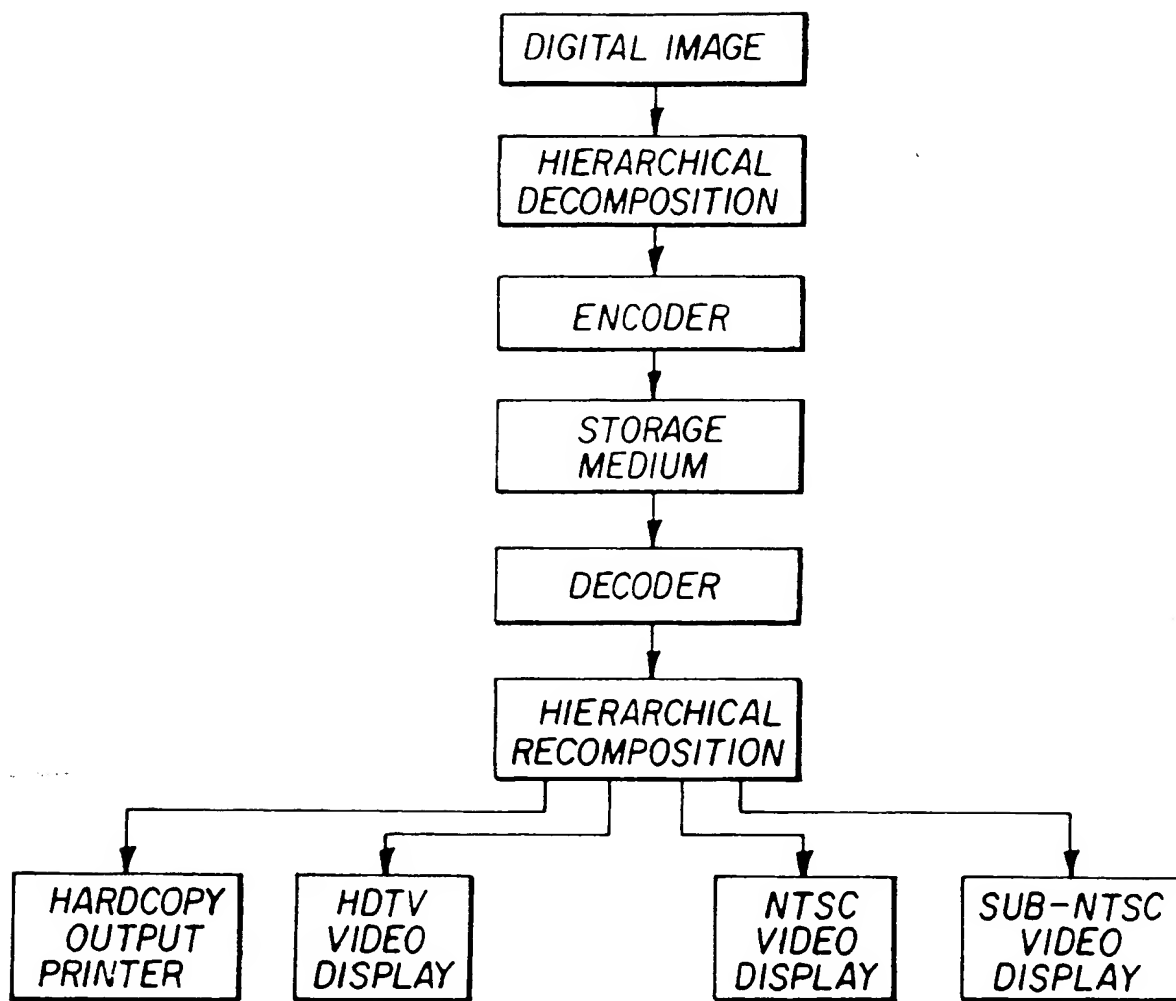 DIGITAL IMAGE
HIERARCHICAL
DECOMPOSITION
ENCODER
STORAGE
MEDIUM
DECODER
HIERARCHICAL
RECOMPOSITION
HARDCOPY
OUTPUT
PRINTER
HDTV
VIDEO
DISPLAY
NTSC
VIDEO
DISPLAY
SUB-NTSC
VIDEO
DISPLAY